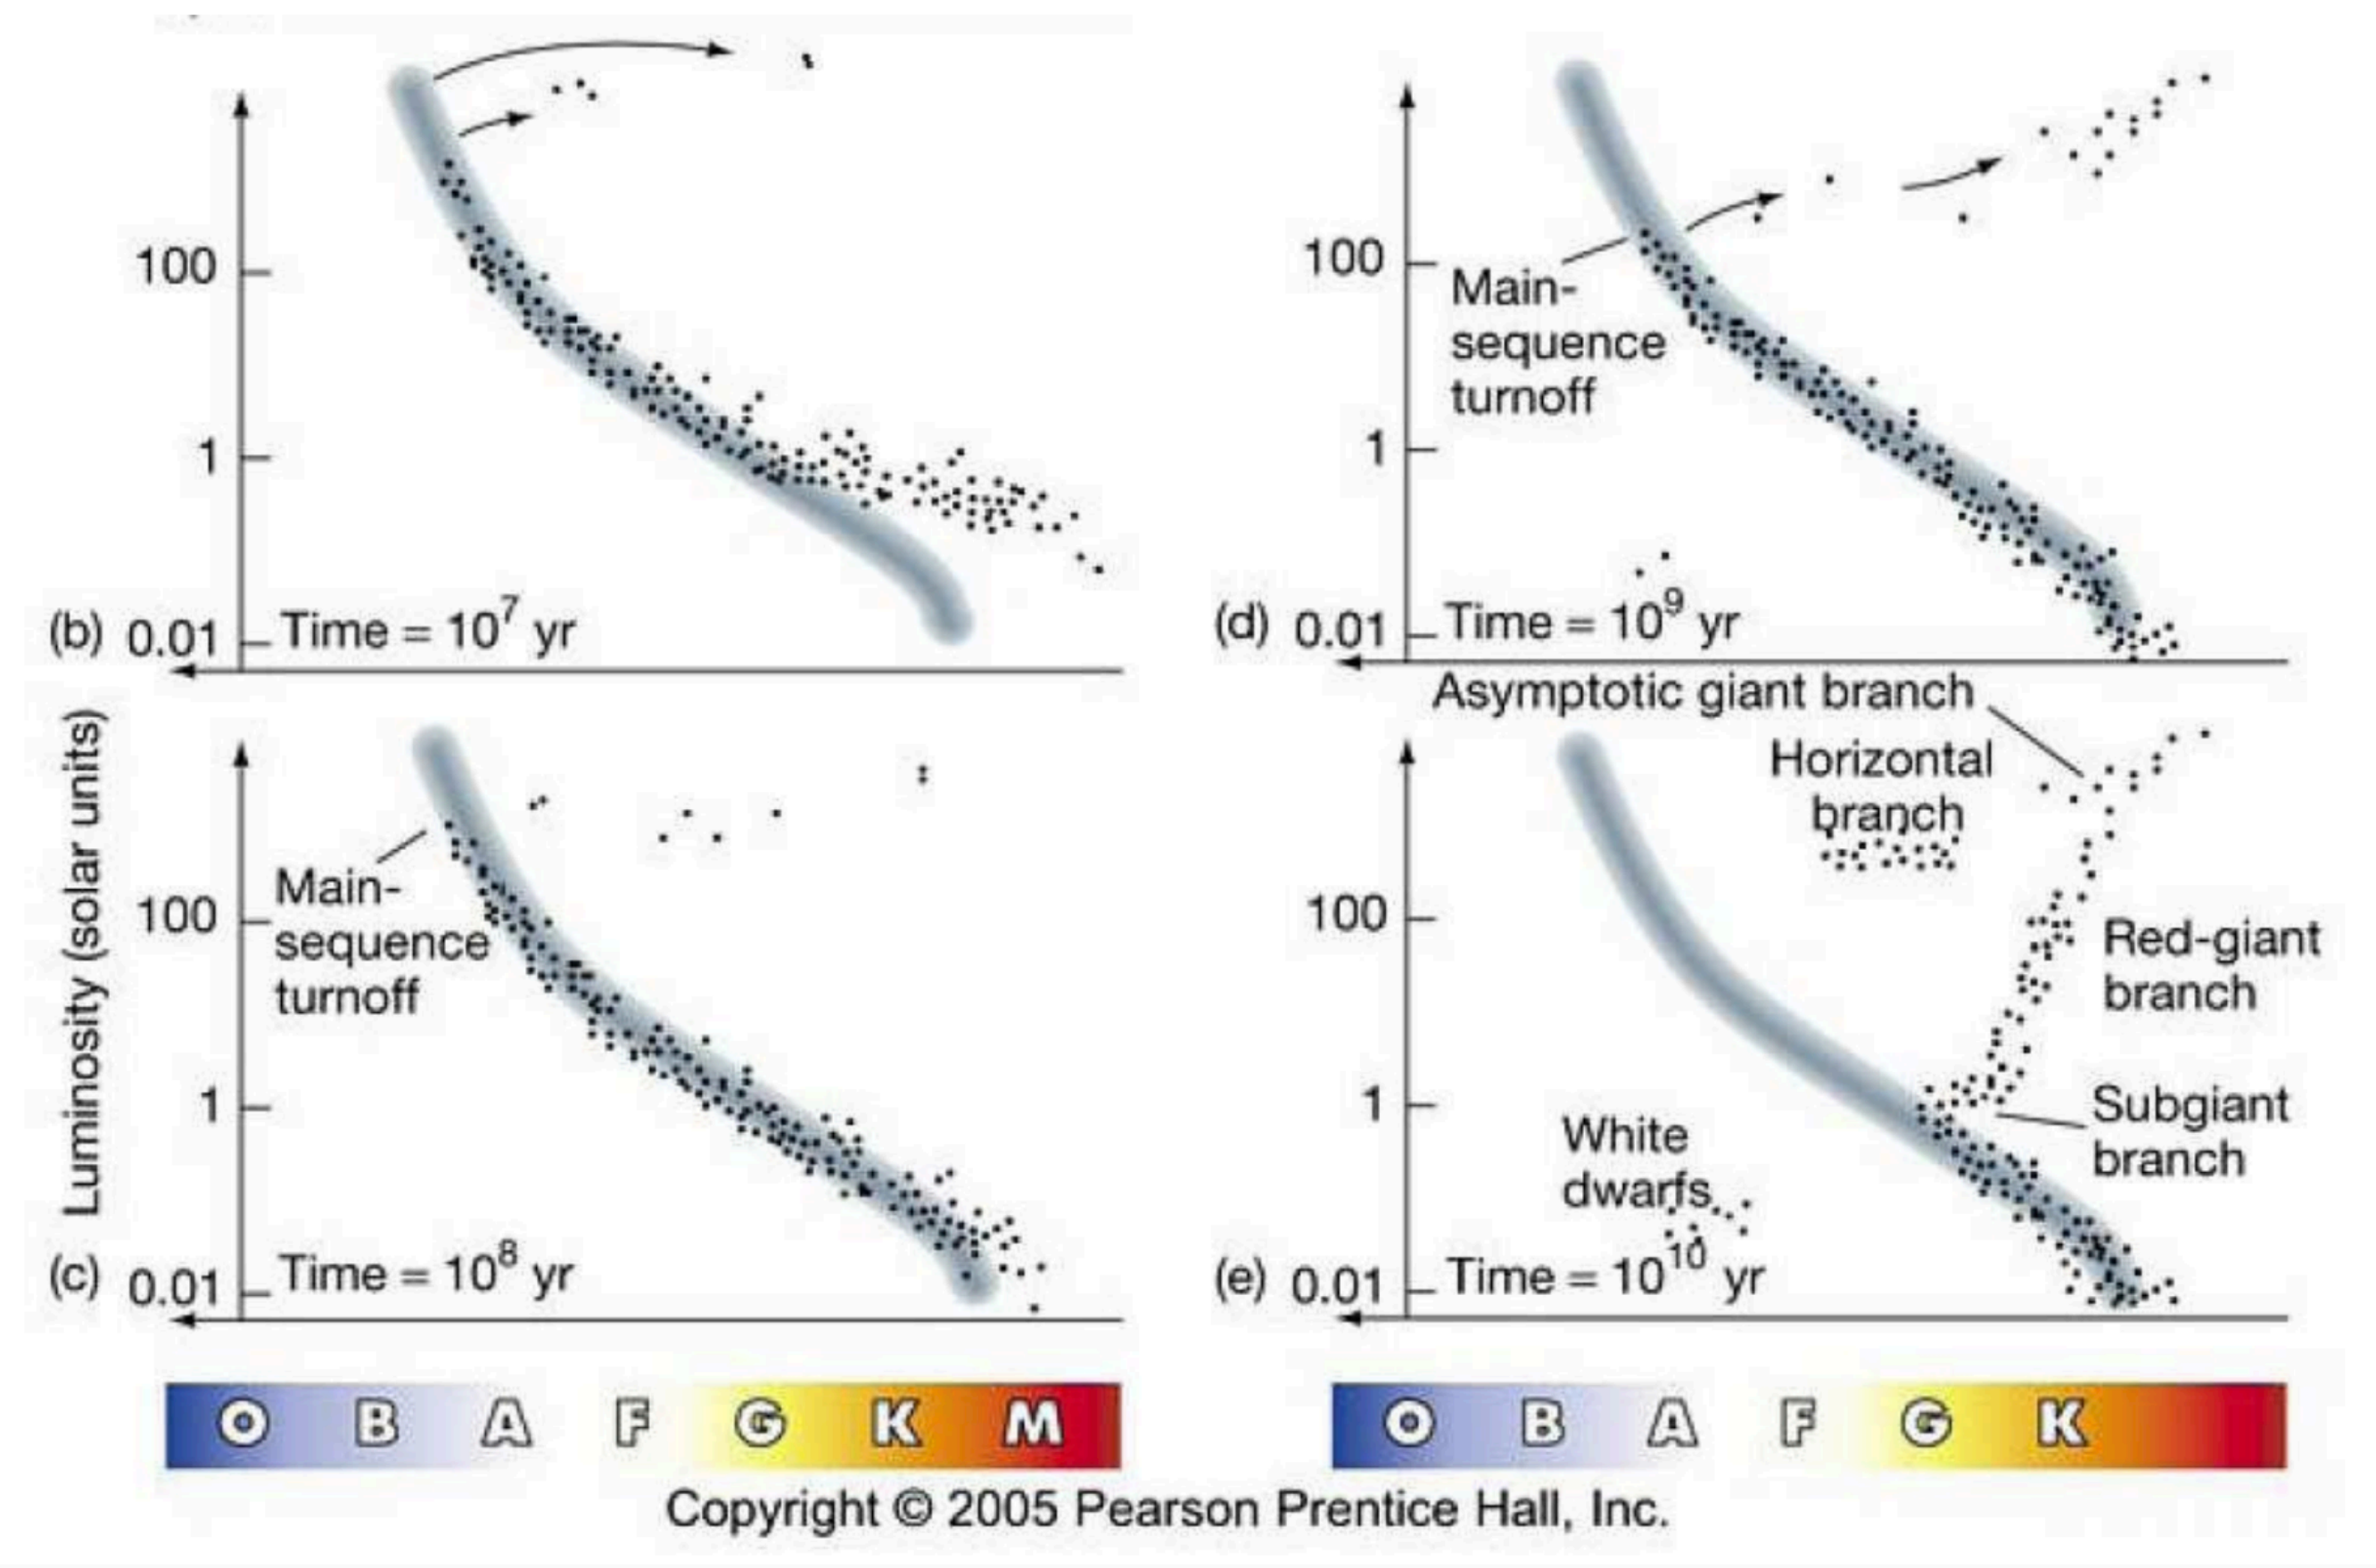 100
1
(b) 0.01
Time = 10⁷ yr
100
Main-
sequence
turnoff
1
(d) 0.01
Time = 10⁹ yr
Luminosity (solar units)
Main-
sequence
turnoff
100
1
(c) 0.01
Time = 10⁸ yr
Asymptotic giant branch
Horizontal
branch
100
Red-giant
branch
1
Subgiant
branch
White
dwarfs
(e) 0.01
Time = 10¹⁰ yr
O B A F G K M
O B A F G K
Copyright © 2005 Pearson Prentice Hall, Inc.